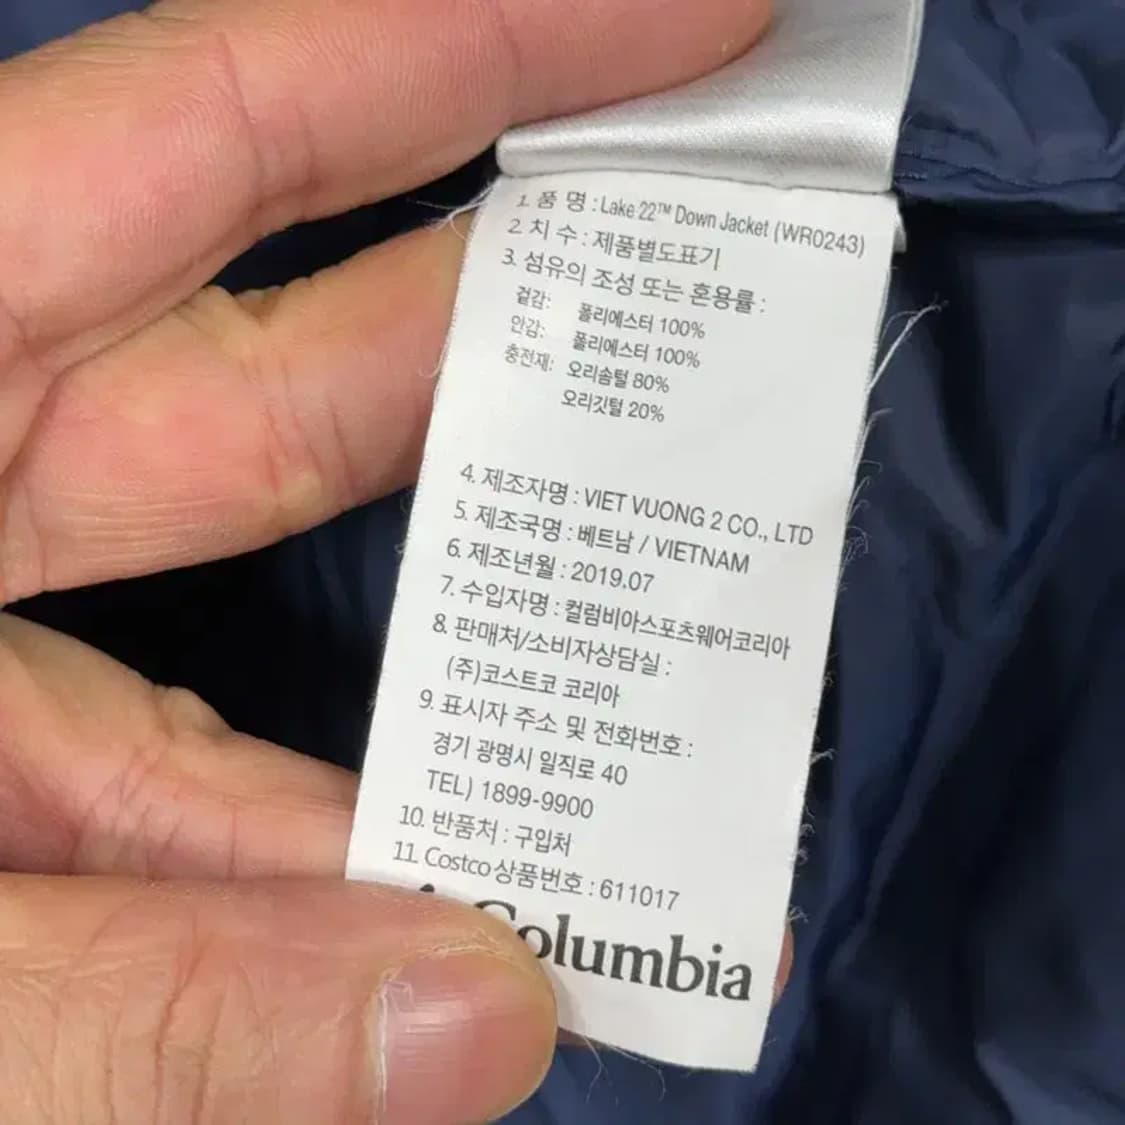 1. 품 명 : Lake 22™ Down Jacket (WR0243)
2. 치 수 : 제품별도표기
3. 섬유의 조성 또는 혼용률 :
겉감: 폴리에스터 100%
안감: 폴리에스터 100%
충전재: 오리솜털 80%
오리깃털 20%
4. 제조자명 : VIET VUONG 2 CO., LTD
5. 제조국명 : 베트남 / VIETNAM
6. 제조년월 : 2019.07
7. 수입자명 : 컬럼비아스포츠웨어코리아
8. 판매처/소비자상담실 :
(주)코스트코 코리아
9. 표시자 주소 및 전화번호 :
경기 광명시 일직로 40
TEL) 1899-9900
10. 반품처 : 구입처
11. Costco 상품번호 : 611017
Columbia